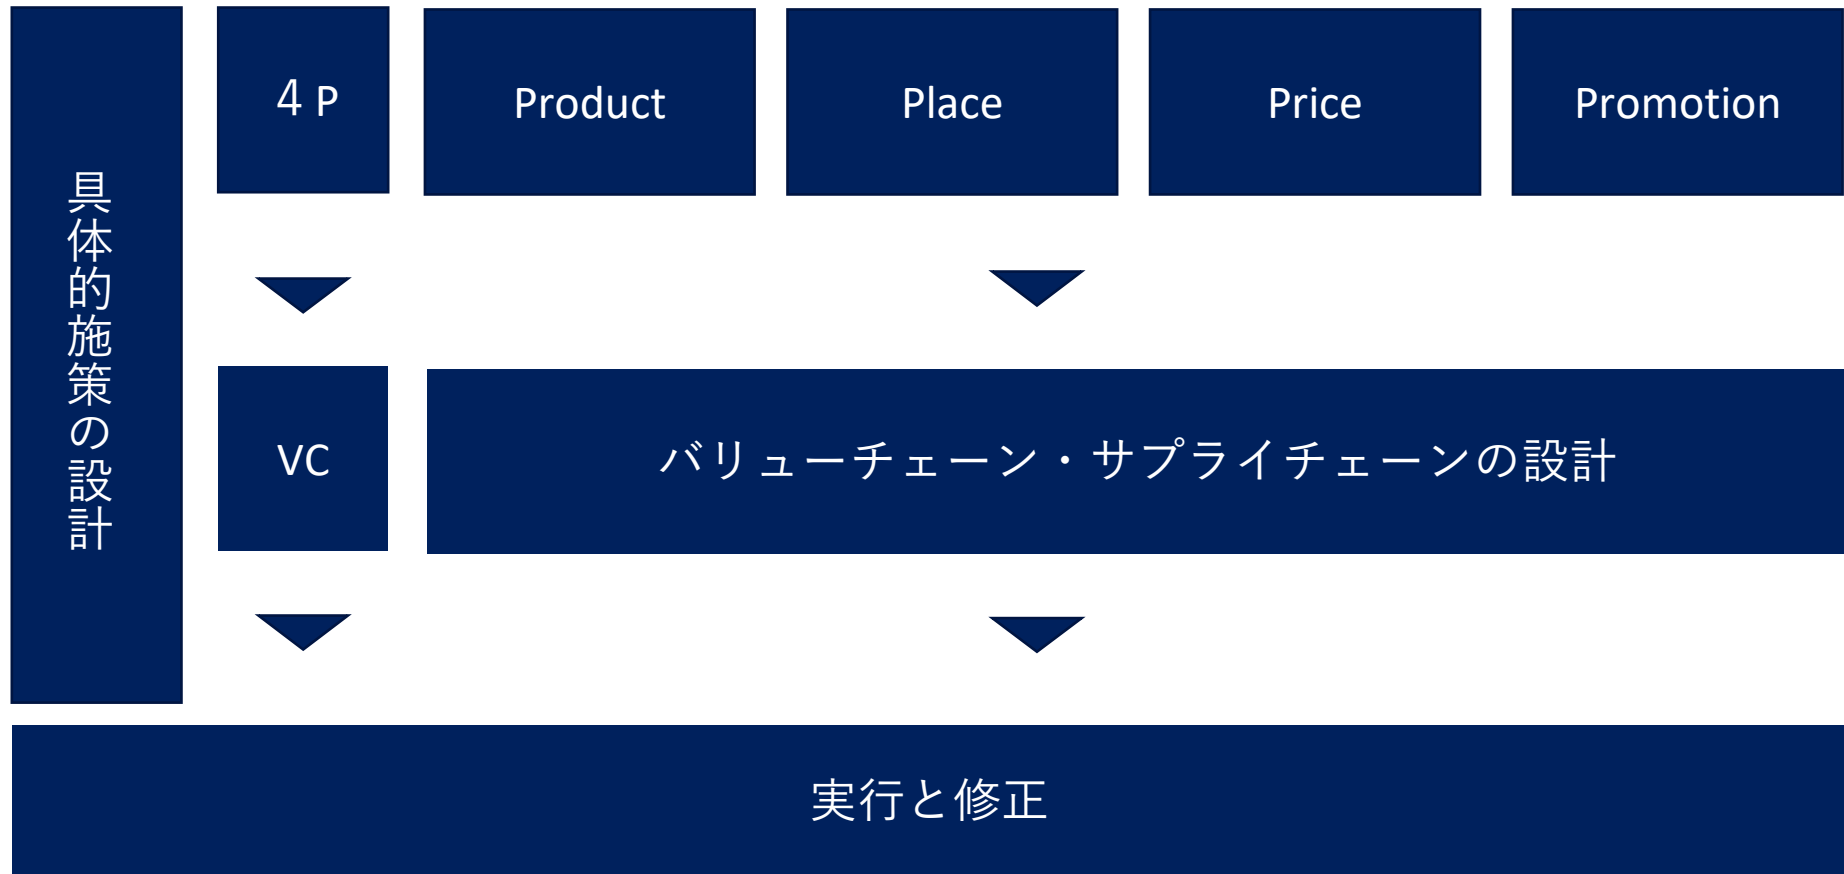 具体的施策の設計
４P
Product
Place
Price
Promotion
VC
バリューチェーン・サプライチェーンの設計
実行と修正